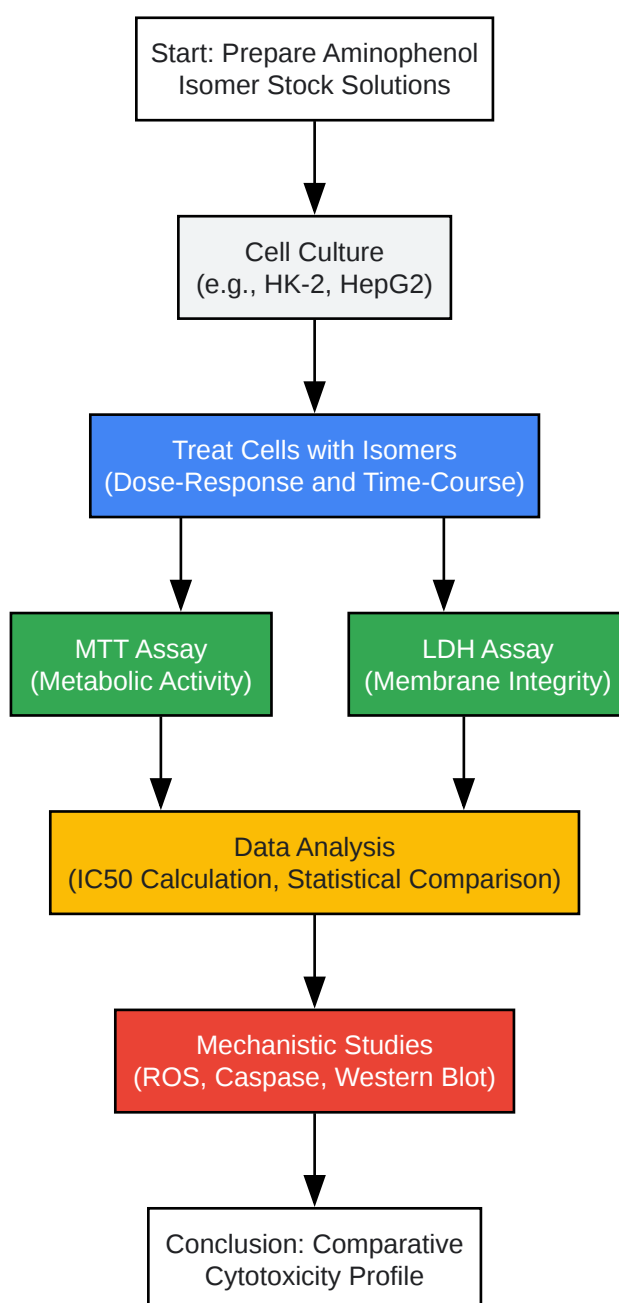 Start: Prepare Aminophenol
Isomer Stock Solutions
Cell Culture
(e.g., HK-2, HepG2)
Treat Cells with Isomers
(Dose-Response and Time-Course)
MTT Assay
(Metabolic Activity)
LDH Assay
(Membrane Integrity)
Data Analysis
(IC50 Calculation, Statistical Comparison)
Mechanistic Studies
(ROS, Caspase, Western Blot)
Conclusion: Comparative
Cytotoxicity Profile